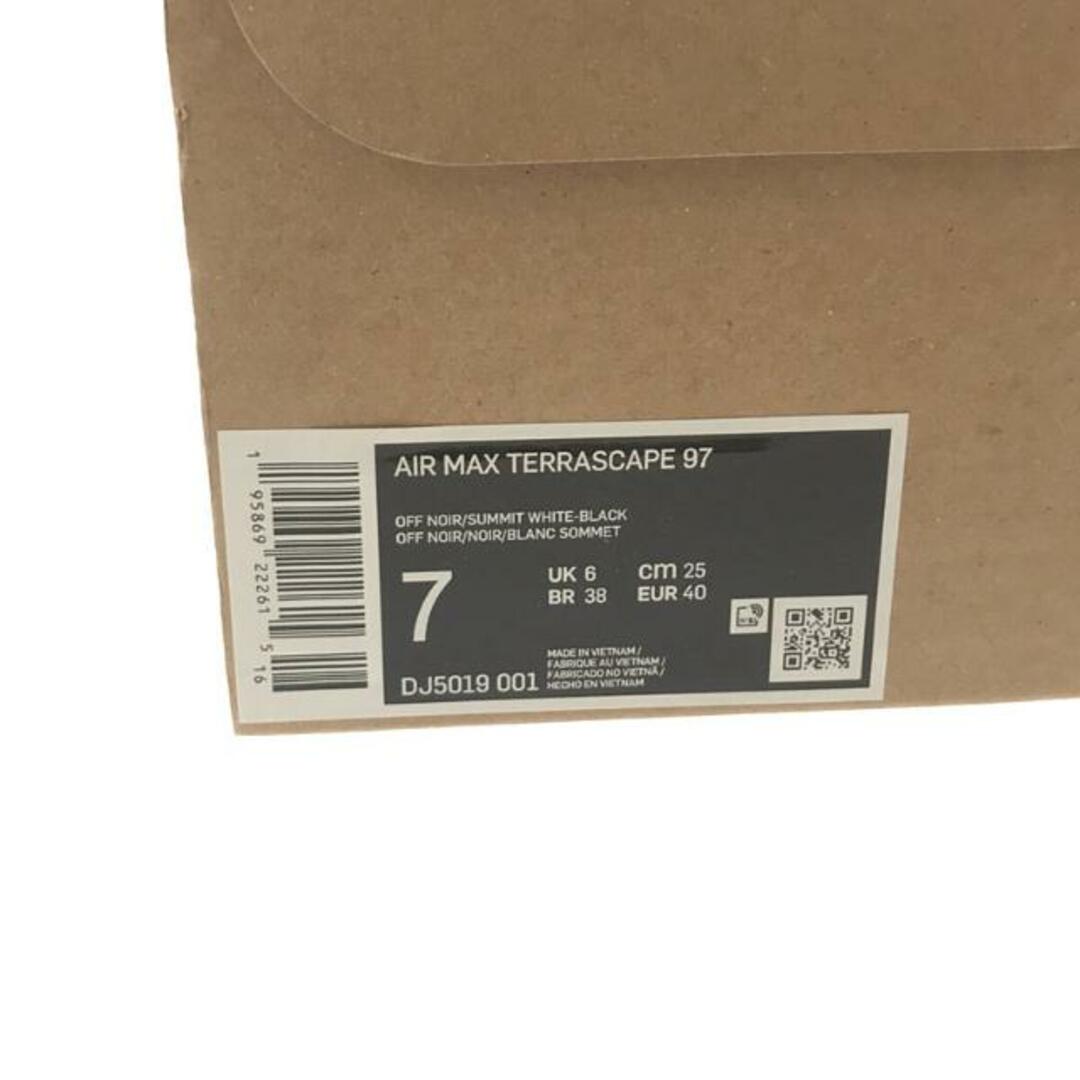 AIR MAX TERRASCAPE 97
OFF NOIR/SUMMIT WHITE-BLACK
OFF NOIR/NOIR/BLANC SOMMET
7
UK 6 cm 25
BR 38 EUR 40
DJ5019 001
MADE IN VIETNAM /
FABRIQUE AU VIETNAM /
FABRICADO NO VIETNÃ /
HECHO EN VIETNAM
1 95869 22261 5 16